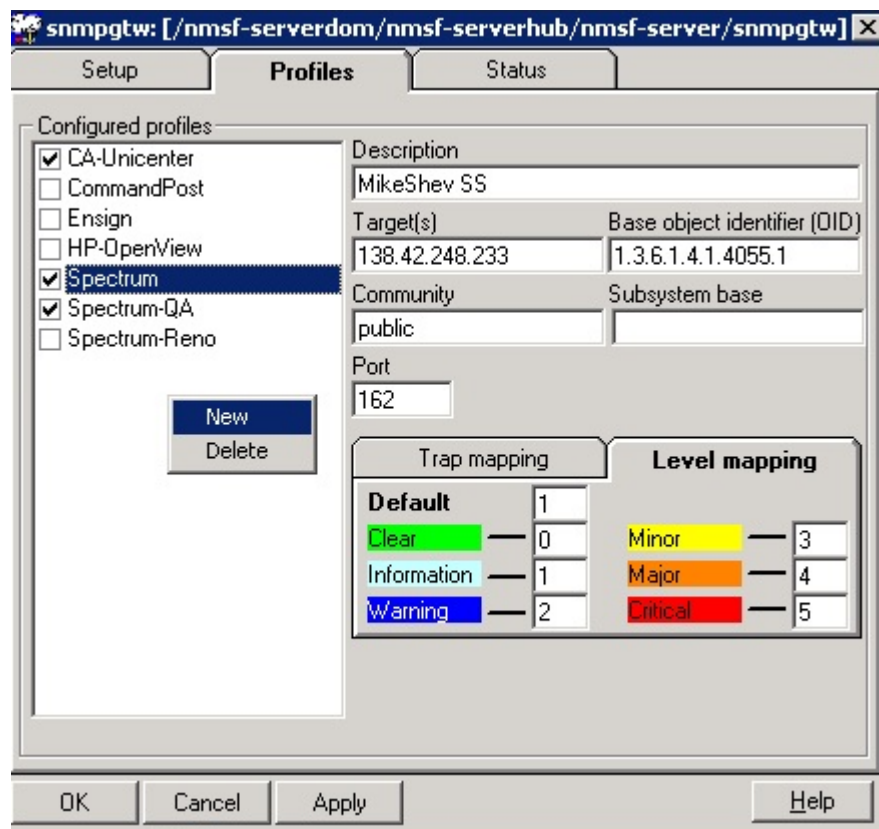 snmpgtw: [/nmsf-serverdom/nmsf-serverhub/nmsf-server/snmpgtw]
Setup Profiles Status
Configured profiles
CA-Unicenter
CommandPost
Ensign
HP-OpenView
Spectrum
Spectrum-QA
Spectrum-Reno
New
Delete
Description
MikeShev SS
Target(s) Base object identifier (OID)
138.42.248.233 1.3.6.1.4.1.4055.1
Community Subsystem base
public
Port
162
Trap mapping Level mapping
Default 1
Clear 0 Minor 3
Information 1 Major 4
Warning 2 Critical 5
OK Cancel Apply Help